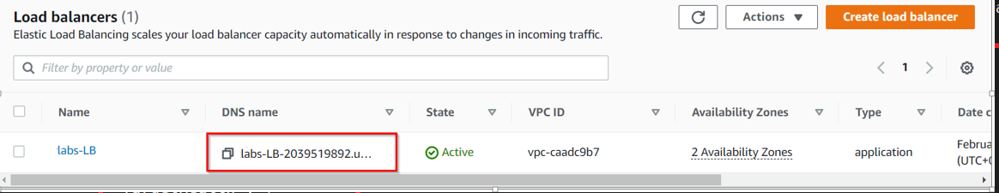 Load balancers (1)
Actions
Create load balancer
Elastic Load Balancing scales your load balancer capacity automatically in response to changes in incoming traffic.
Filter by property or value
1
Name
DNS name
State
VPC ID
Availability Zones
Type
Date c
labs-LB
labs-LB-2039519892.u...
Active
vpc-caadc9b7
2 Availability Zones
application
Februa
(UTC+0